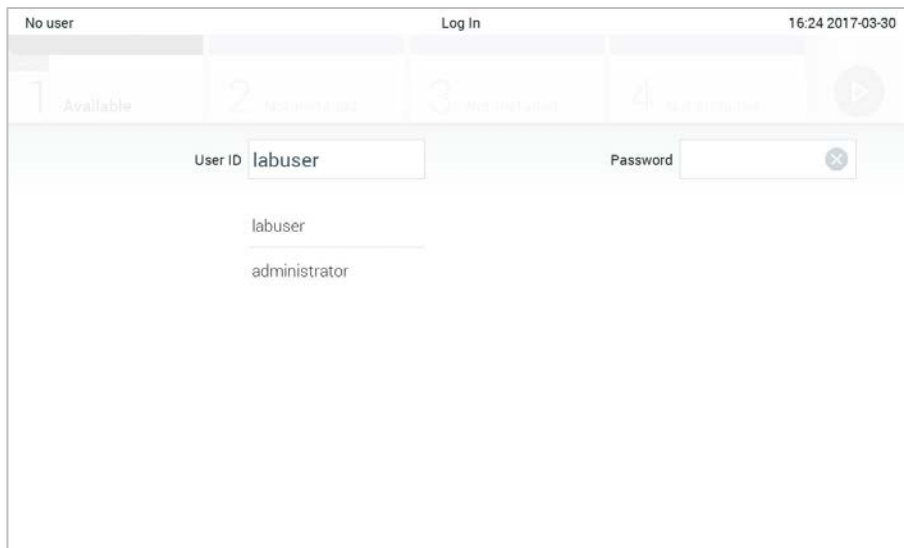 No user Log In 16:24 2017-03-30
1 Available 2 Not installed 3 Not installed 4 Not installed
User ID labuser Password
labuser
administrator